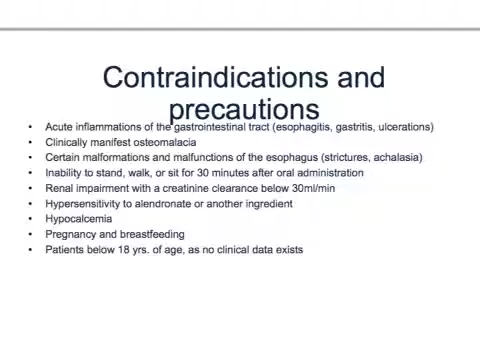 Contraindications and
precautions
• Acute inflammations of the gastrointestinal tract (esophagitis, gastritis, ulcerations)
• Clinically manifest osteomalacia
• Certain malformations and malfunctions of the esophagus (strictures, achalasia)
• Inability to stand, walk, or sit for 30 minutes after oral administration
• Renal impairment with a creatinine clearance below 30ml/min
• Hypersensitivity to alendronate or another ingredient
• Hypocalcemia
• Pregnancy and breastfeeding
• Patients below 18 yrs. of age, as no clinical data exists